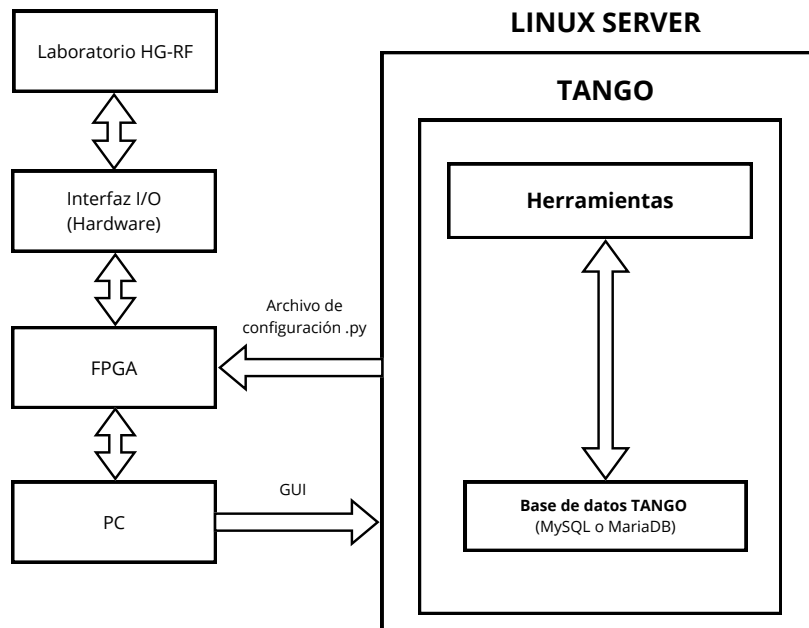 LINUX SERVER
Laboratorio HG-RF
TANGO
Interfaz I/O
(Hardware)
Herramientas
Archivo de
configuración .py
FPGA
GUI
PC
Base de datos TANGO
(MySQL o MariaDB)